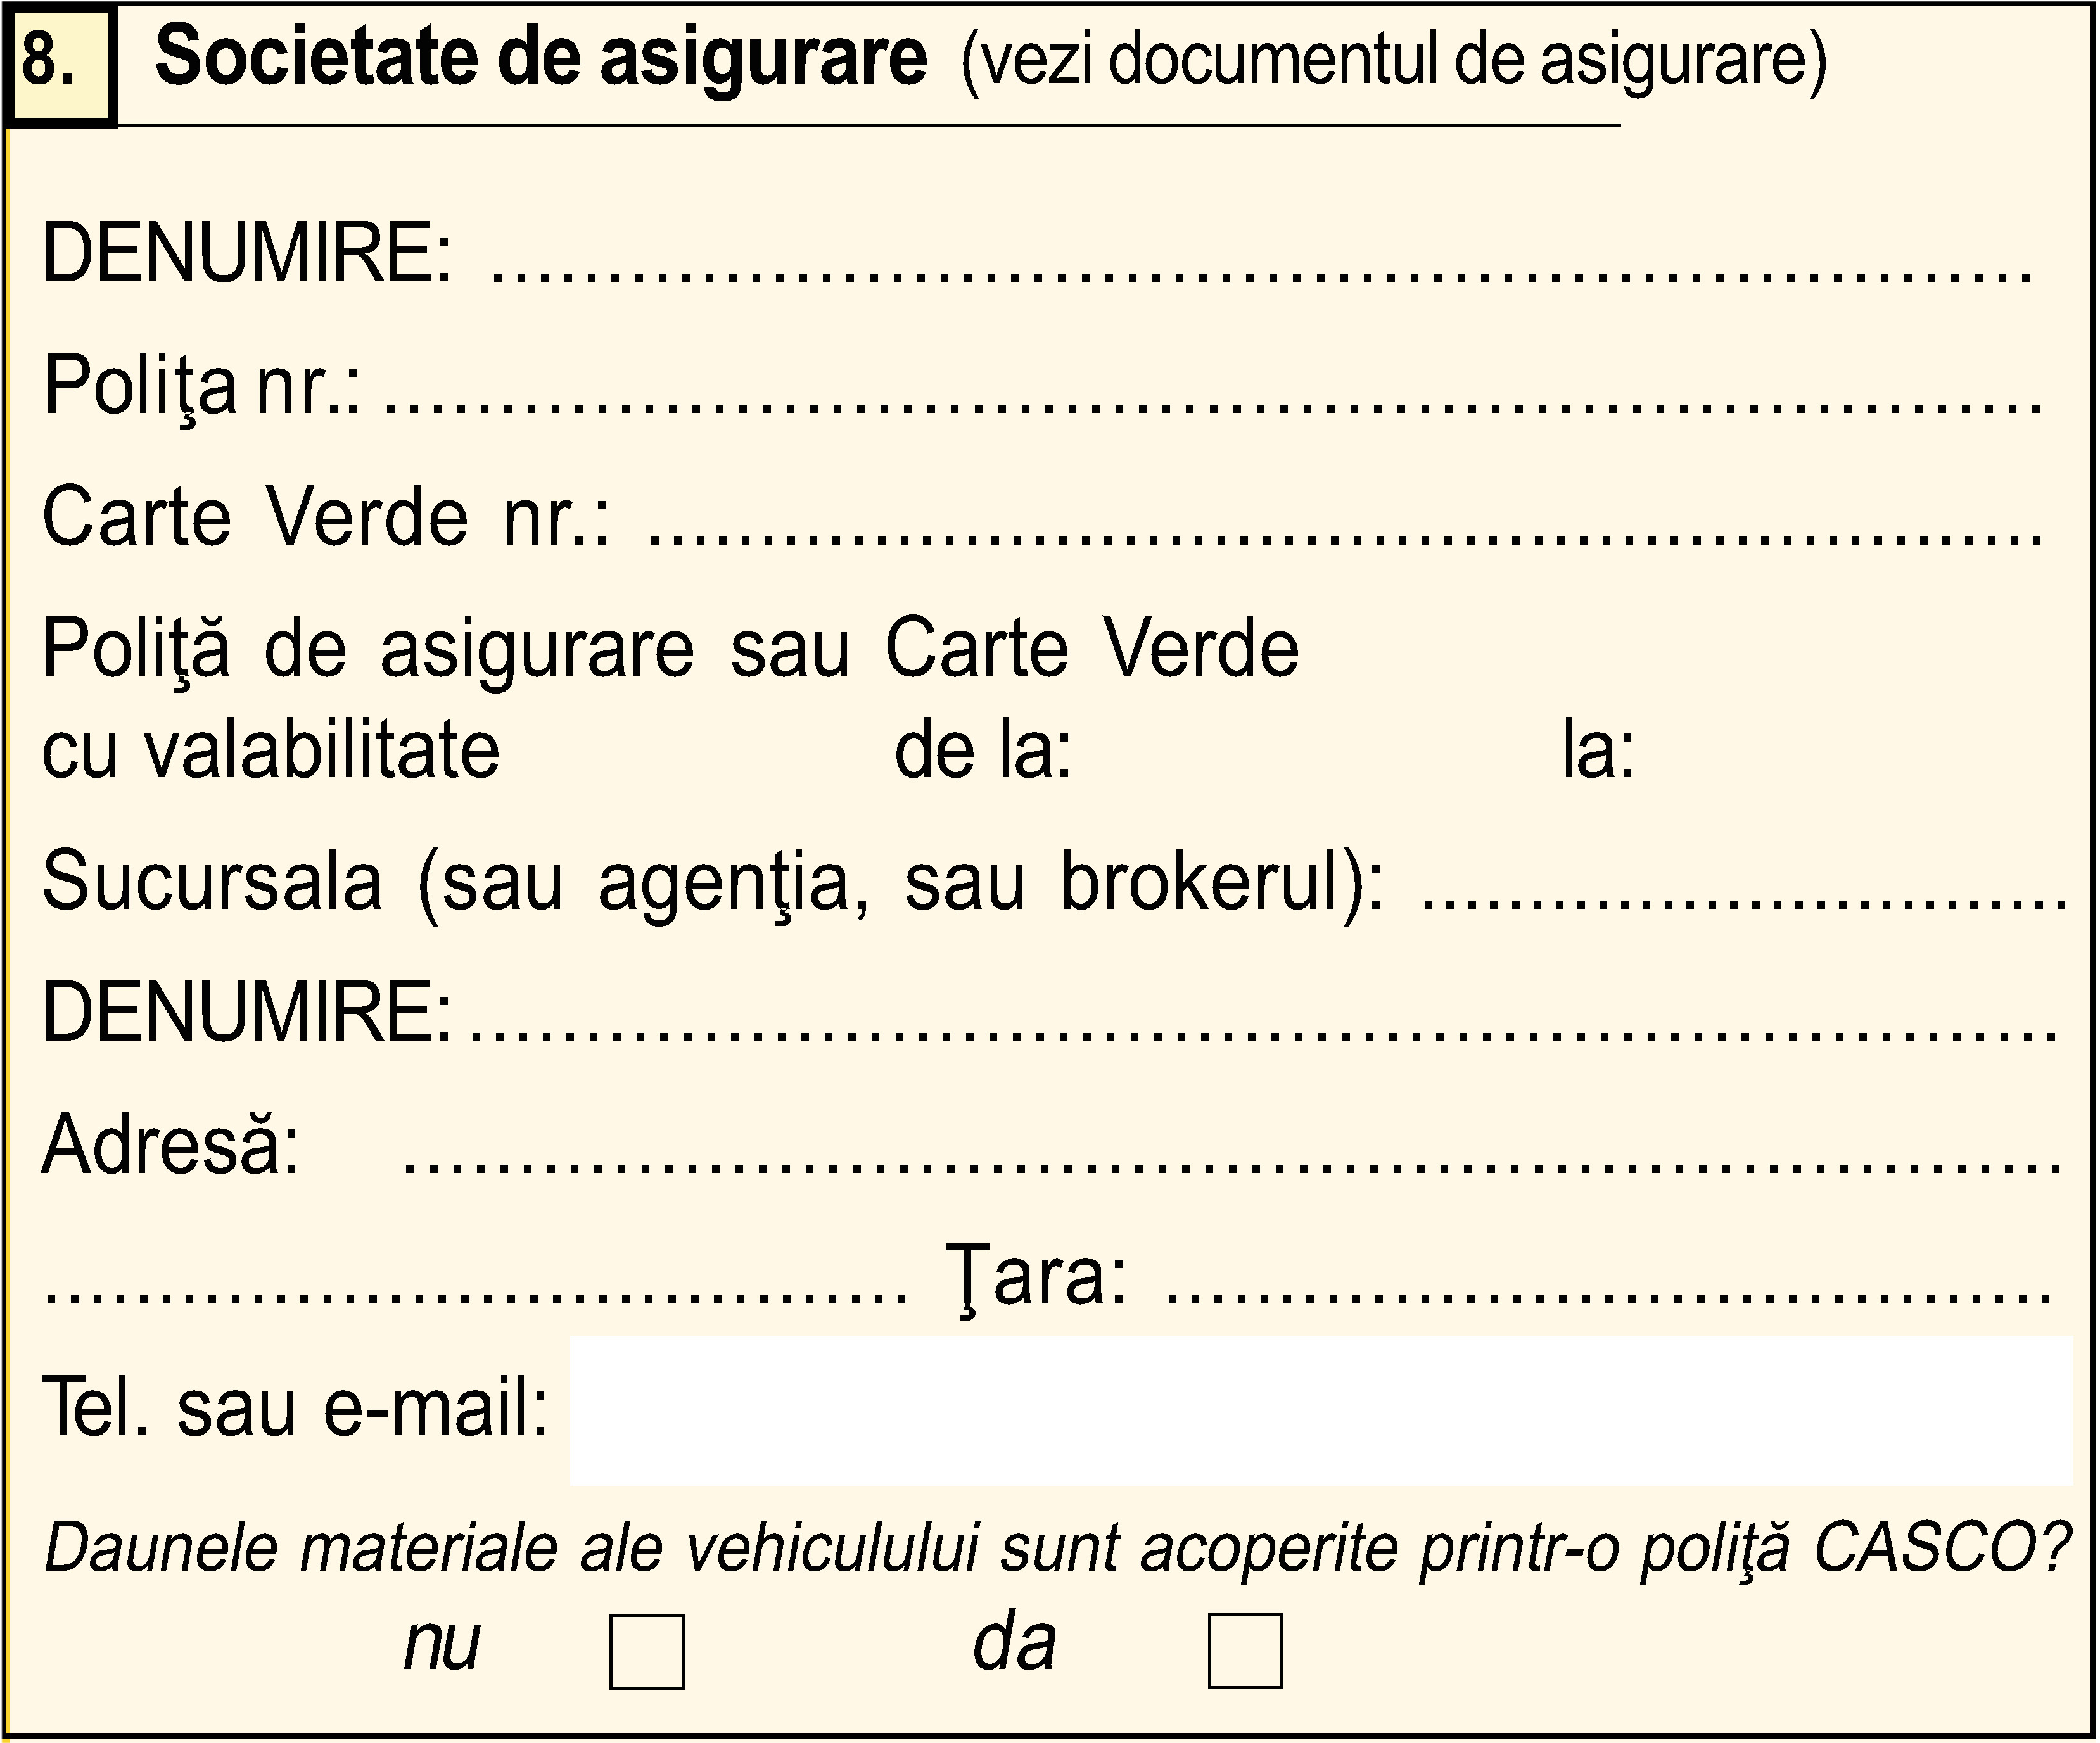 8. Societate de asigurare (vezi documentul de asigurare)
DENUMIRE: ..................................................................
Poliţa nr.: ......................................................................
Carte Verde nr.: ............................................................
Poliţă de asigurare sau Carte Verde
cu valabilitate de la: la:
Sucursala (sau agenţia, sau brokerul): ............................
DENUMIRE: ...................................................................
Adresă: .......................................................................
..................................... Ţara: ......................................
Tel. sau e-mail:
Daunele materiale ale vehiculului sunt acoperite printr-o poliţă CASCO?
nu da